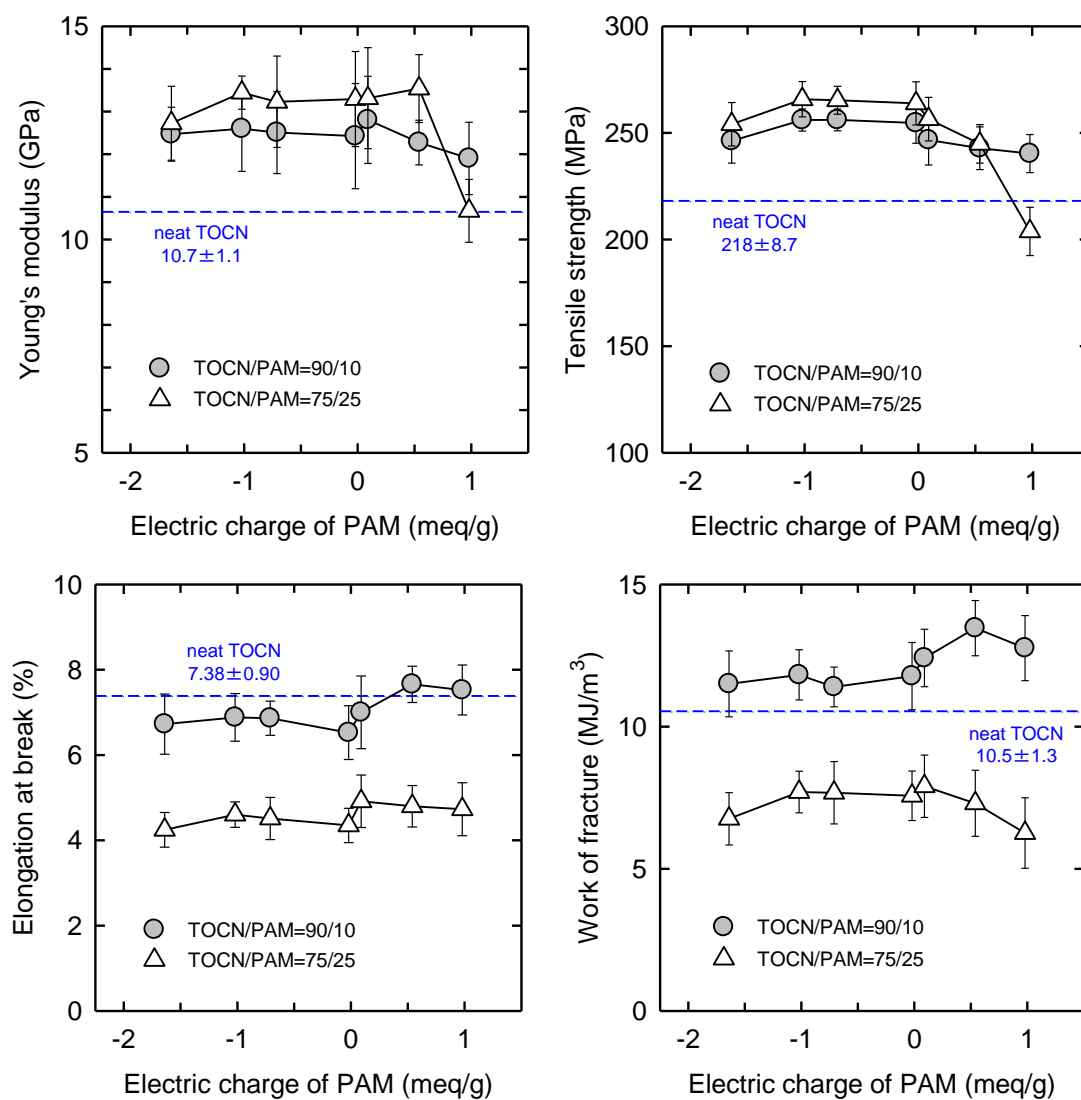 Young's modulus (GPa)
15
10
5
neat TOCN
10.7±1.1
TOCN/PAM=90/10
TOCN/PAM=75/25
-2 -1 0 1
Electric charge of PAM (meq/g)
Tensile strength (MPa)
300
250
200
150
100
neat TOCN
218±8.7
TOCN/PAM=90/10
TOCN/PAM=75/25
-2 -1 0 1
Electric charge of PAM (meq/g)
Elongation at break (%)
10
8
6
4
2
0
neat TOCN
7.38±0.90
TOCN/PAM=90/10
TOCN/PAM=75/25
-2 -1 0 1
Electric charge of PAM (meq/g)
Work of fracture (MJ/m³)
15
10
5
0
neat TOCN
10.5±1.3
TOCN/PAM=90/10
TOCN/PAM=75/25
-2 -1 0 1
Electric charge of PAM (meq/g)